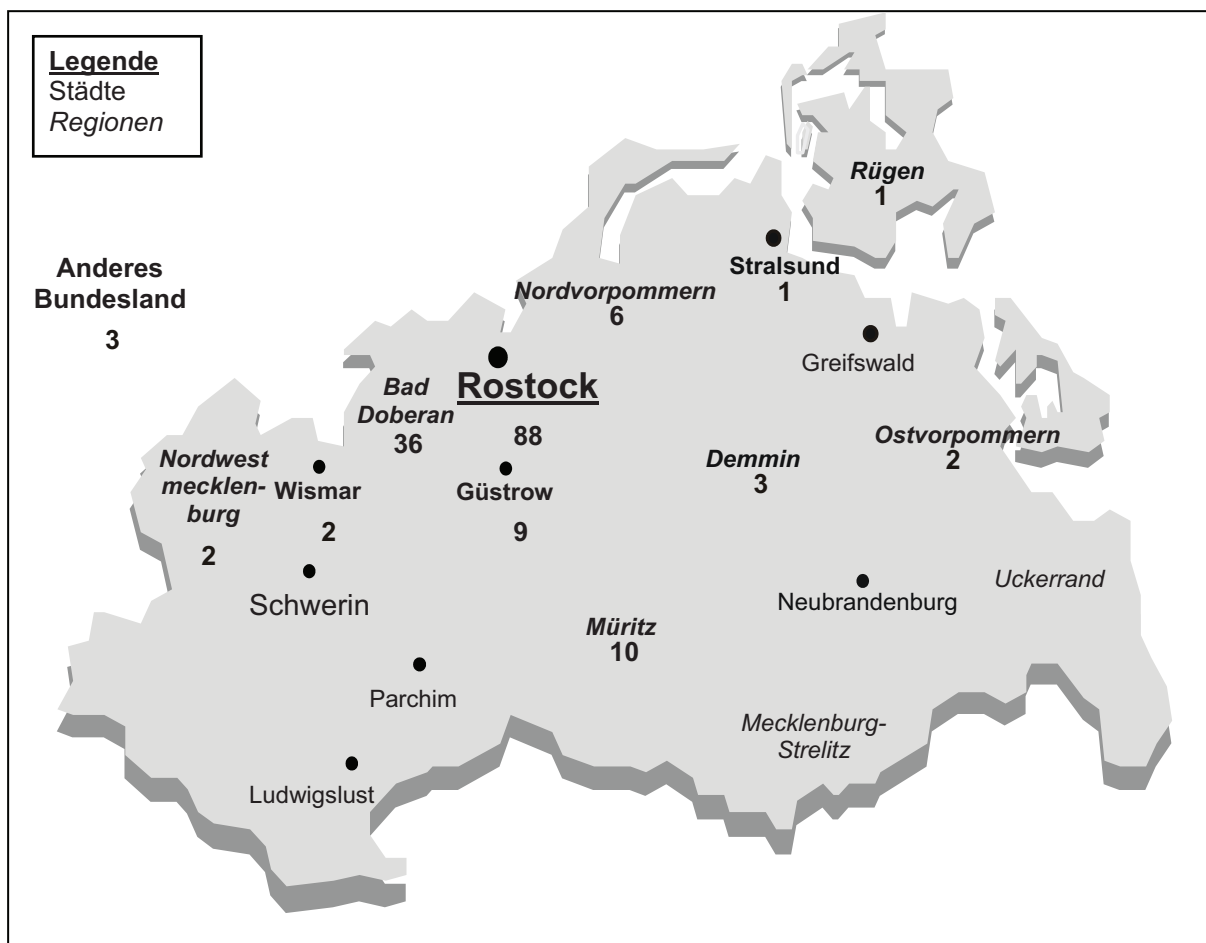 Legende
Städte
Regionen
Rügen
1
Anderes
Bundesland
3
Stralsund
1
Nordvorpommern
6
Greifswald
Rostock
88
Bad
Doberan
36
Ostvorpommern
2
Nordwest
mecklen-
burg
2
Wismar
2
Güstrow
9
Demmin
3
Schwerin
Neubrandenburg
Uckerrand
Müritz
10
Parchim
Mecklenburg-
Strelitz
Ludwigslust